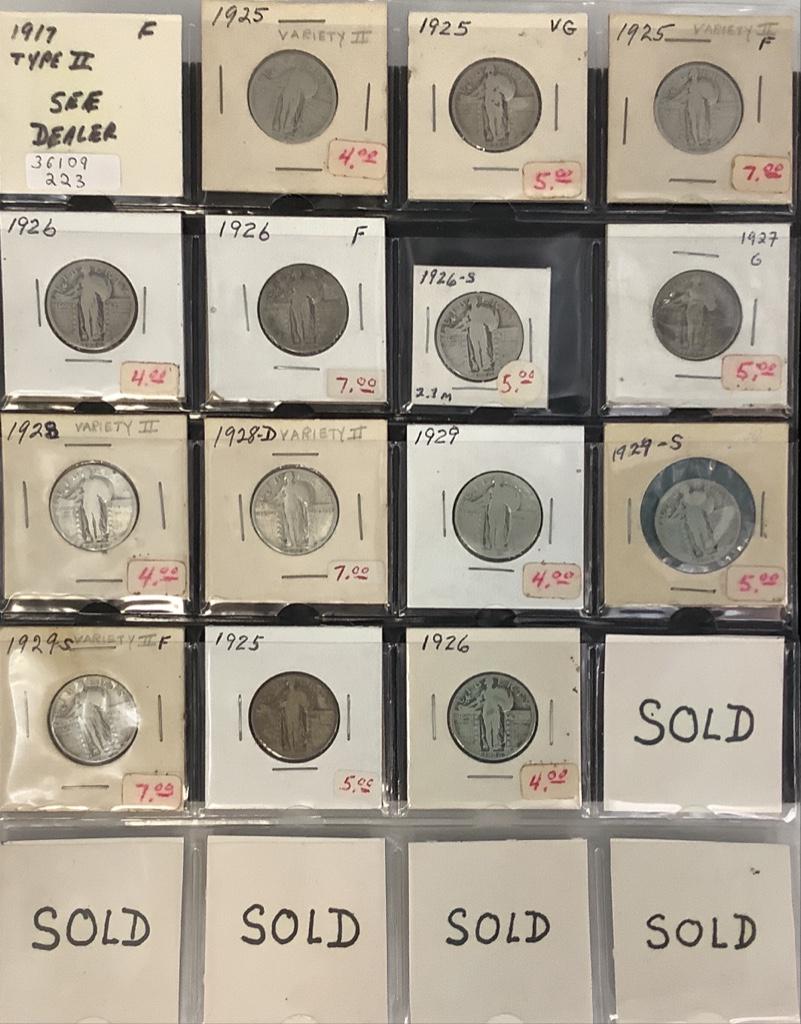 1917 F
TYPE II
SEE
DEALER
36109
223
1925
VARIETY II
4.00
1925 VG
5.00
1925 VARIETY II
F
7.00
1926
4.00
1926 F
7.00
1926-S
2.3M
5.00
1927
G
5.00
1928 VARIETY II
4.00
1928-D VARIETY II
7.00
1929
4.00
1929-S
5.00
1929S VARIETY II F
7.00
1925
5.00
1926
4.00
SOLD
SOLD
SOLD
SOLD
SOLD